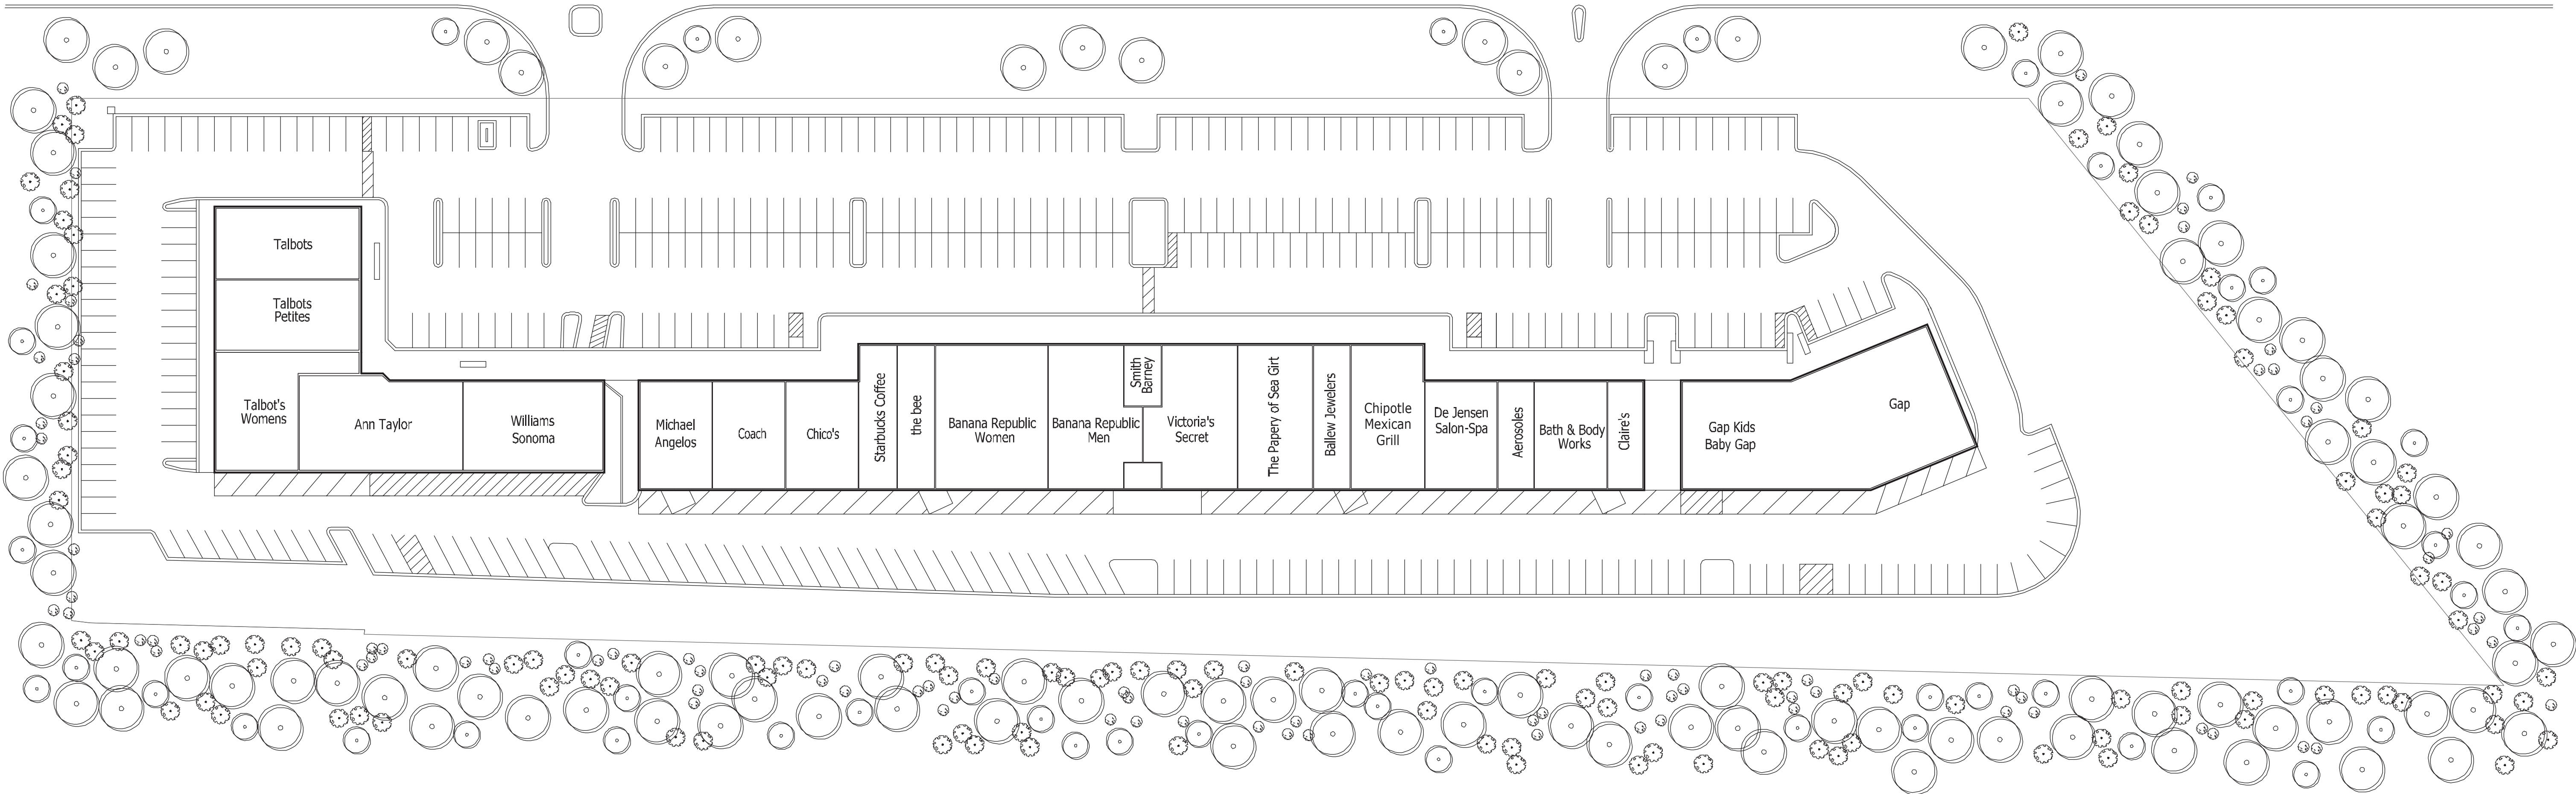 Talbots
Talbots
Petites
Talbot's
Womens
Ann Taylor
Williams
Sonoma
Michael
Angelos
Coach
Chico's
Starbucks Coffee
the bee
Banana Republic
Women
Banana Republic
Men
Smith
Barney
Victoria's
Secret
The Papery of Sea Girt
Ballew Jewelers
Chipotle
Mexican
Grill
De Jensen
Salon-Spa
Aerosoles
Bath & Body
Works
Claire's
Gap Kids
Baby Gap
Gap